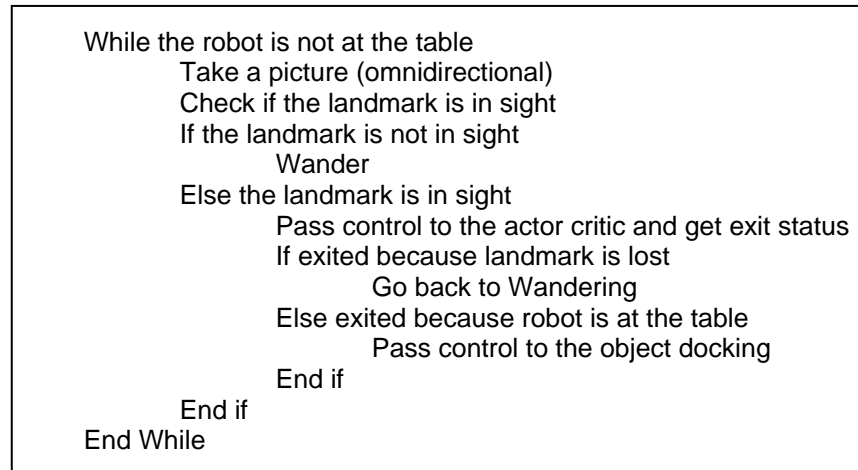 While the robot is not at the table
Take a picture (omnidirectional)
Check if the landmark is in sight
If the landmark is not in sight
Wander
Else the landmark is in sight
Pass control to the actor critic and get exit status
If exited because landmark is lost
Go back to Wandering
Else exited because robot is at the table
Pass control to the object docking
End if
End if
End While